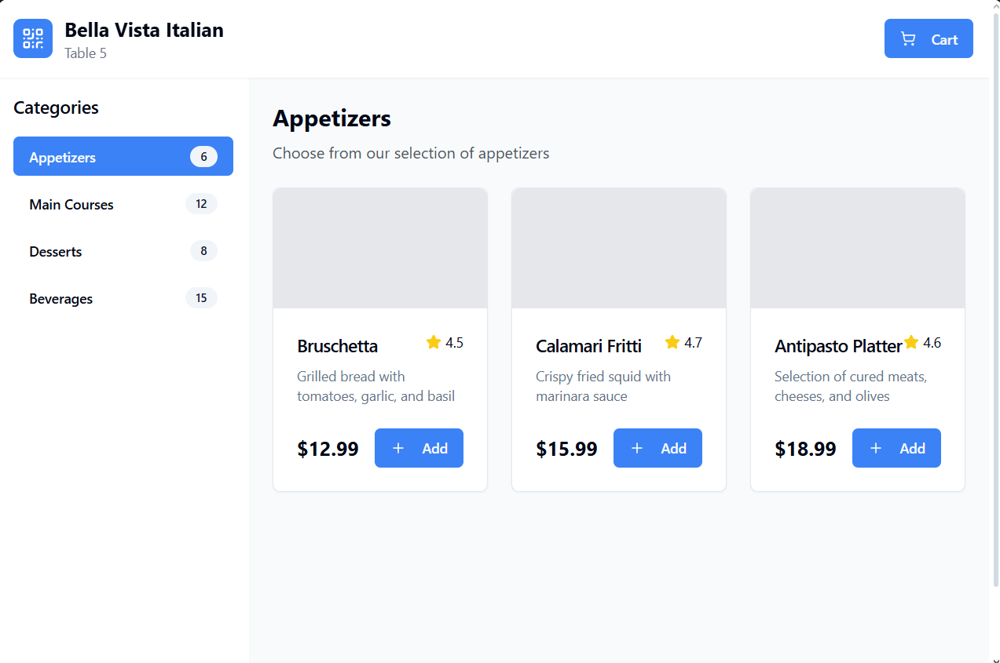 Bella Vista Italian
Table 5
Cart
Categories
Appetizers 6
Main Courses 12
Desserts 8
Beverages 15
Appetizers
Choose from our selection of appetizers
Bruschetta 4.5
Grilled bread with
tomatoes, garlic, and basil
$12.99 + Add
Calamari Fritti 4.7
Crispy fried squid with
marinara sauce
$15.99 + Add
Antipasto Platter 4.6
Selection of cured meats,
cheeses, and olives
$18.99 + Add